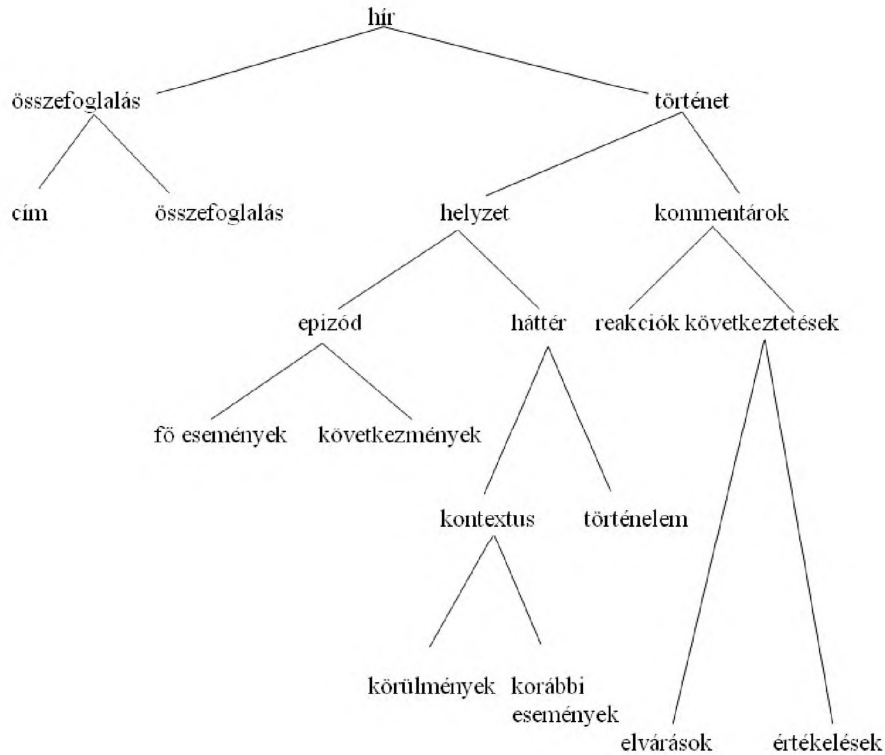 hír
összefoglalás
történet
cím
összefoglalás
helyzet
kommentárok
epizód
háttér
reakciók
következtetések
fő események
következmények
kontextus
történelem
körülmények
korábbi
események
elvárások
értékelések